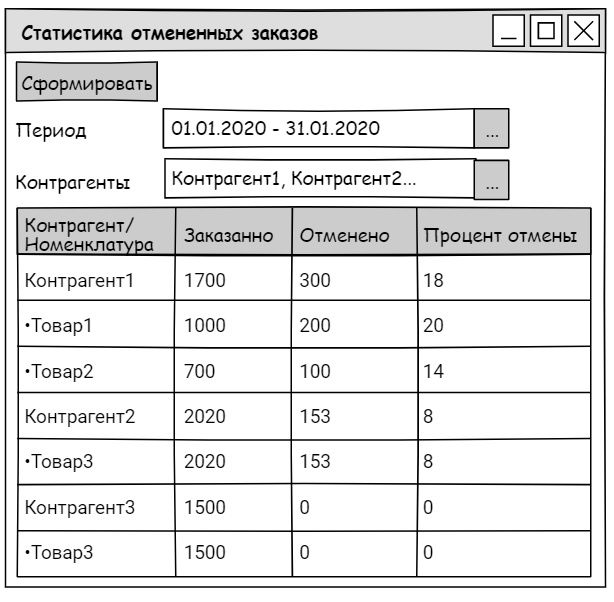 Статистика отмененных заказов
Сформировать
Период 01.01.2020 - 31.01.2020 ...
Контрагенты Контрагент1, Контрагент2... ...
Контрагент/
Номенклатура Заказанно Отменено Процент отмены
Контрагент1 1700 300 18
•Товар1 1000 200 20
•Товар2 700 100 14
Контрагент2 2020 153 8
•Товар3 2020 153 8
Контрагент3 1500 0 0
•Товар3 1500 0 0